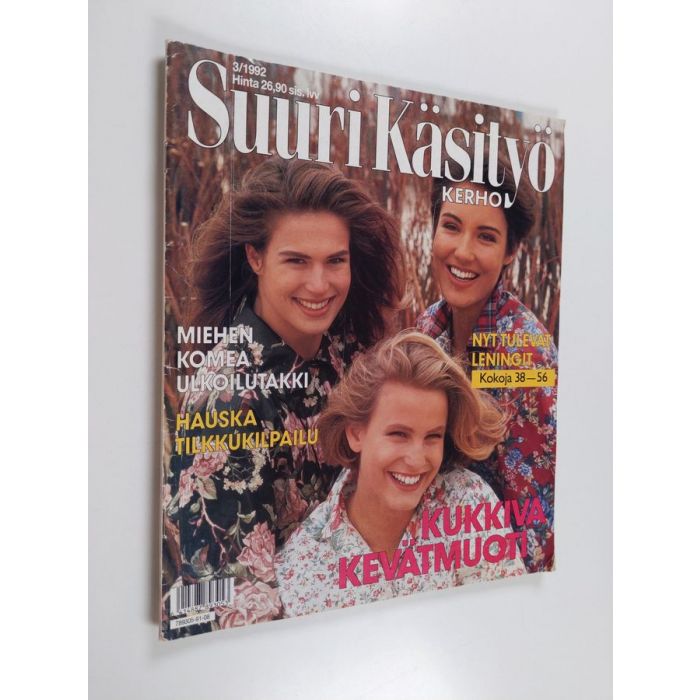 3/1992
Hinta 26,90 sis. lvv
Suuri Käsityö
KERHO
MIEHEN
KOMEA
ULKOILUTAKKI
HAUSKA
TILKKUKILPAILU
NYT TULEVAT
LENINGIT
Kokoja 38—56
KUKKIVA
KEVÄTMUOTI